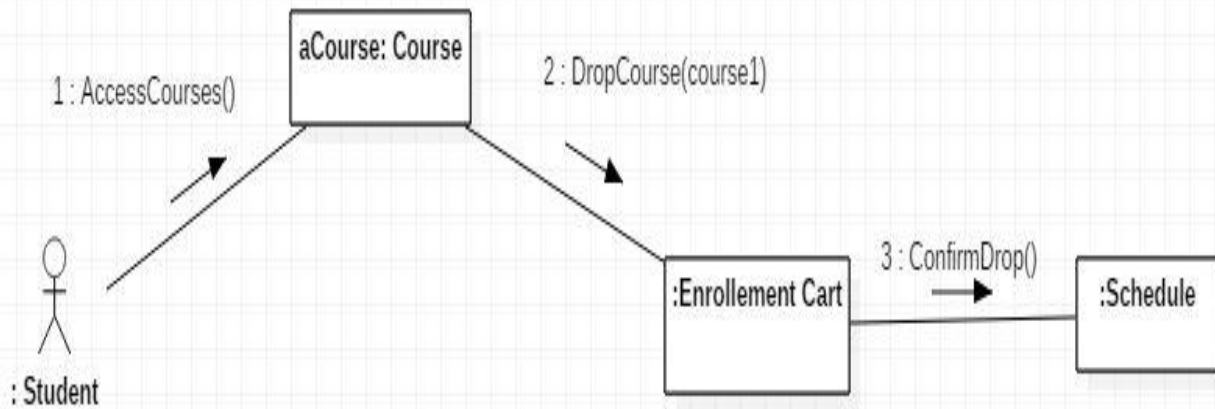 aCourse: Course
1 : AccessCourses()
2 : DropCourse(course1)
3 : ConfirmDrop()
:Enrollement Cart
:Schedule
: Student